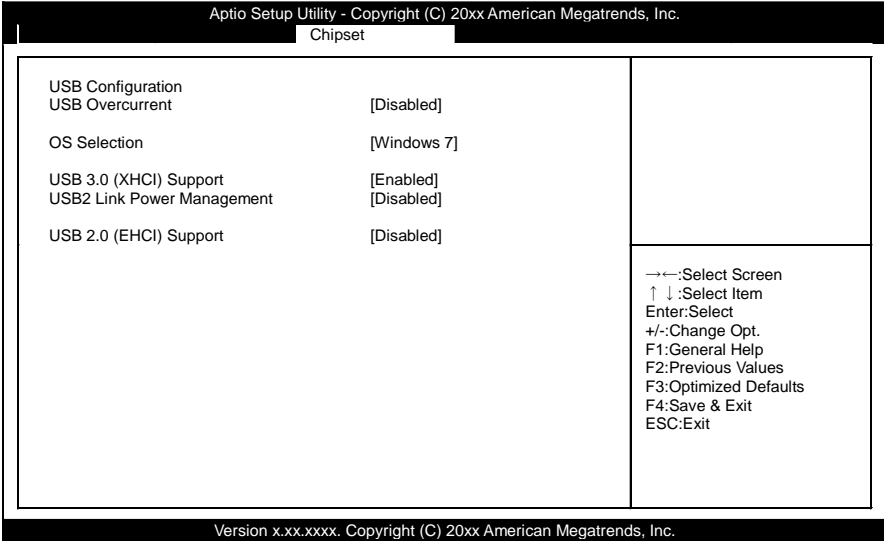 Aptio Setup Utility - Copyright (C) 20xx American Megatrends, Inc.
Chipset
USB Configuration
USB Overcurrent [Disabled]
OS Selection [Windows 7]
USB 3.0 (XHCI) Support [Enabled]
USB2 Link Power Management [Disabled]
USB 2.0 (EHCI) Support [Disabled]
→←:Select Screen
↑↓:Select Item
Enter:Select
+/-:Change Opt.
F1:General Help
F2:Previous Values
F3:Optimized Defaults
F4:Save & Exit
ESC:Exit
Version x.xx.xxxx. Copyright (C) 20xx American Megatrends, Inc.